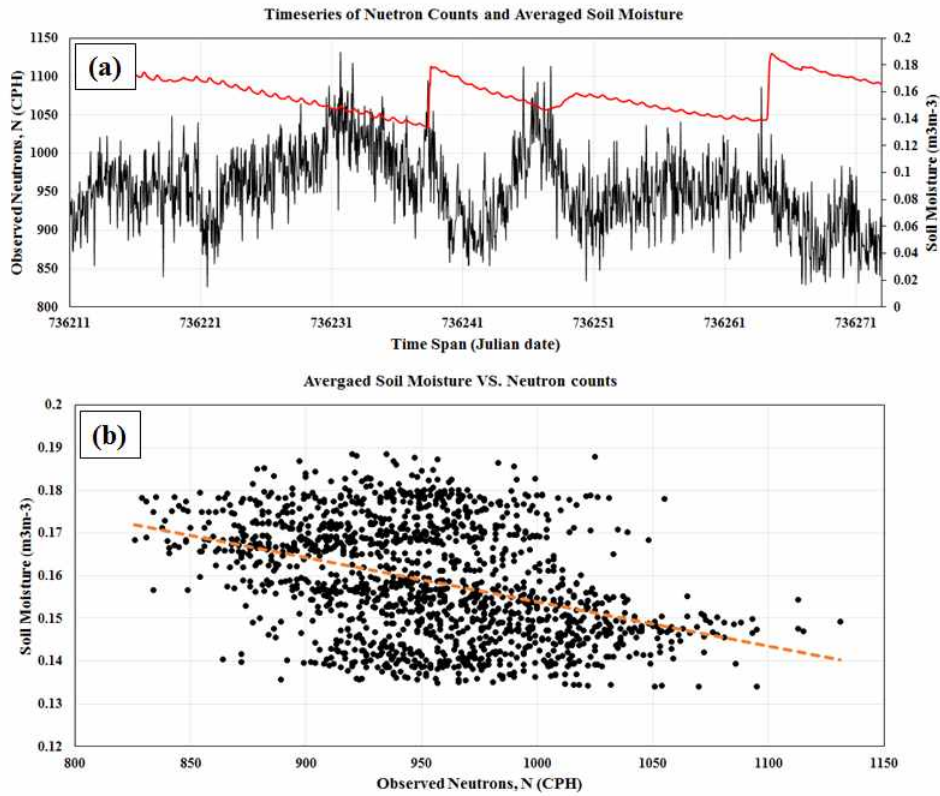 Timeseries of Nuetron Counts and Averaged Soil Moisture
(a)
Observed Neutrons, N (CPH)
1150
1100
1050
1000
950
900
850
800
0.2
0.18
0.16
0.14
0.12
0.1
0.08
0.06
0.04
0.02
0
Soil Moisture (m3m-3)
736211 736221 736231 736241 736251 736261 736271
Time Span (Julian date)
Avergaed Soil Moisture VS. Neutron counts
(b)
Soil Moisture (m3m-3)
0.2
0.19
0.18
0.17
0.16
0.15
0.14
0.13
0.12
800 850 900 950 1000 1050 1100 1150
Observed Neutrons, N (CPH)